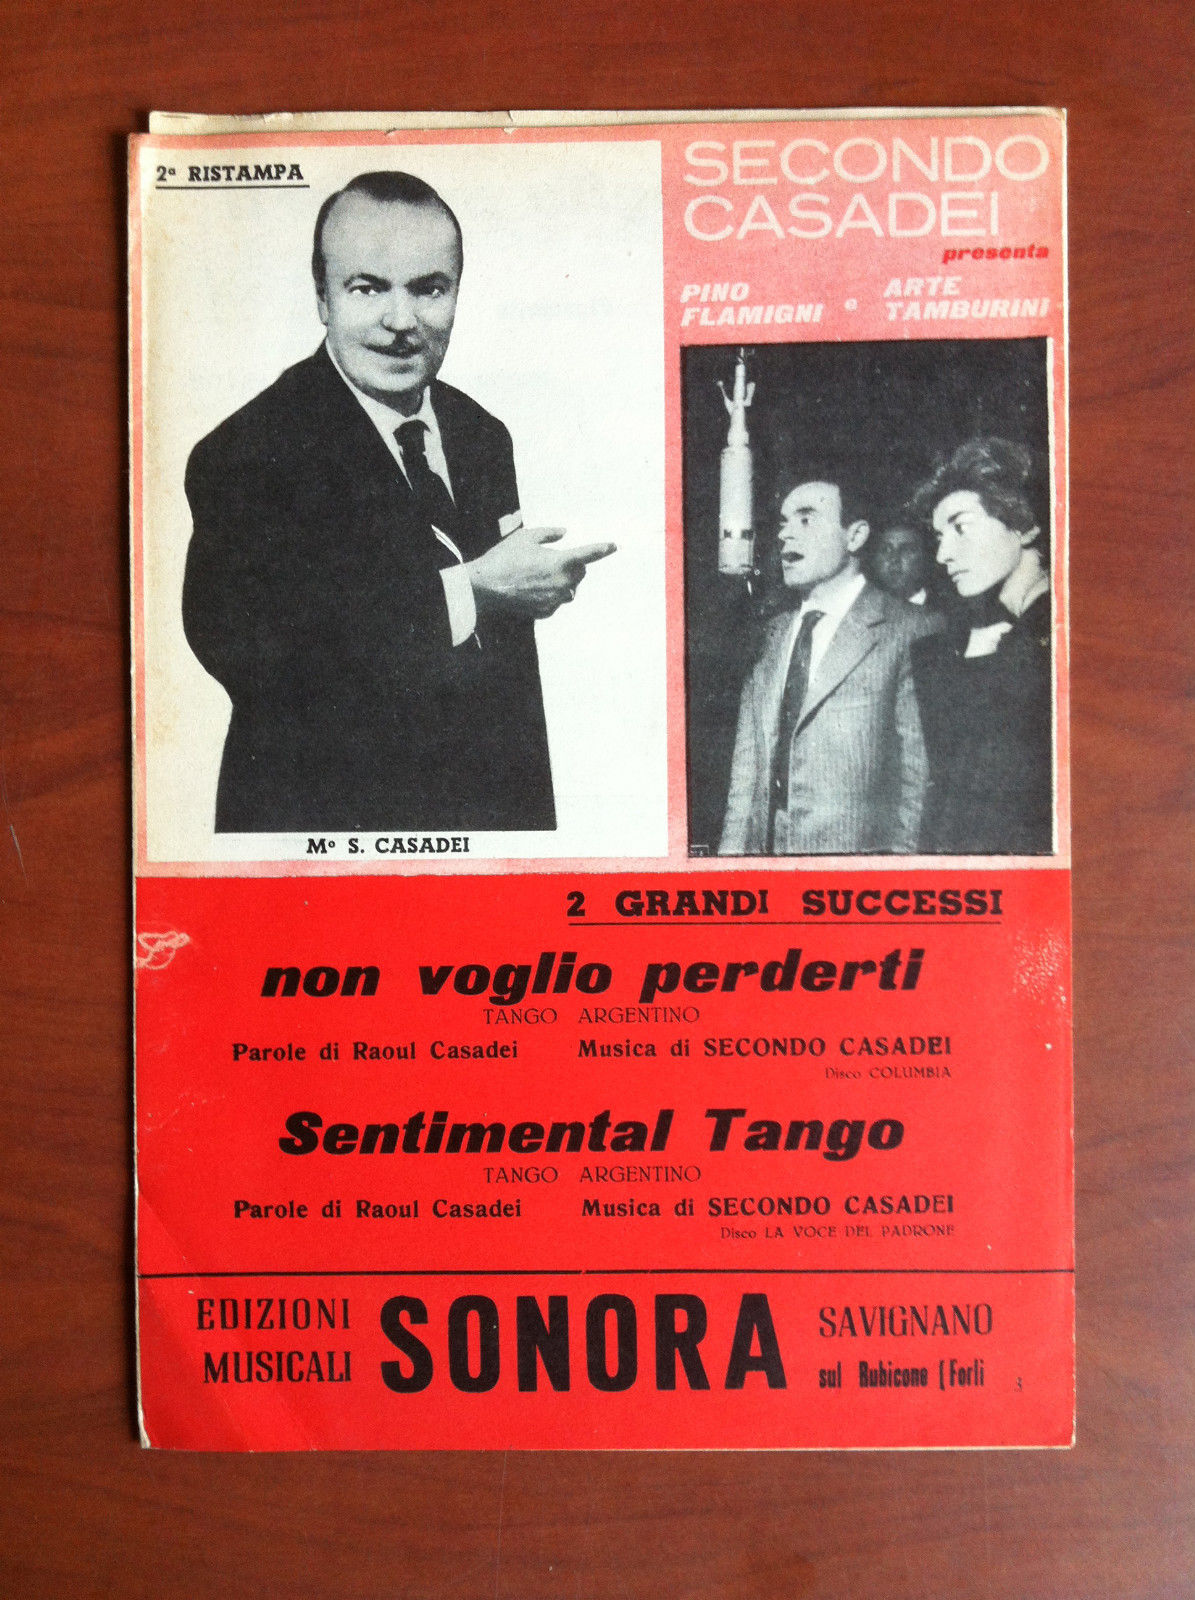 2ª RISTAMPA
SECONDO
CASADEI
presenta
PINO
FLAMIGNI e ARTE
TAMBURINI
Mº S. CASADEI
2 GRANDI SUCCESSI
non voglio perderti
TANGO ARGENTINO
Parole di Raoul Casadei Musica di SECONDO CASADEI
Disco COLUMBIA
Sentimental Tango
TANGO ARGENTINO
Parole di Raoul Casadei Musica di SECONDO CASADEI
Disco LA VOCE DEL PADRONE
EDIZIONI
MUSICALI
SONORA
SAVIGNANO
sul Rubicone (Forlì
3